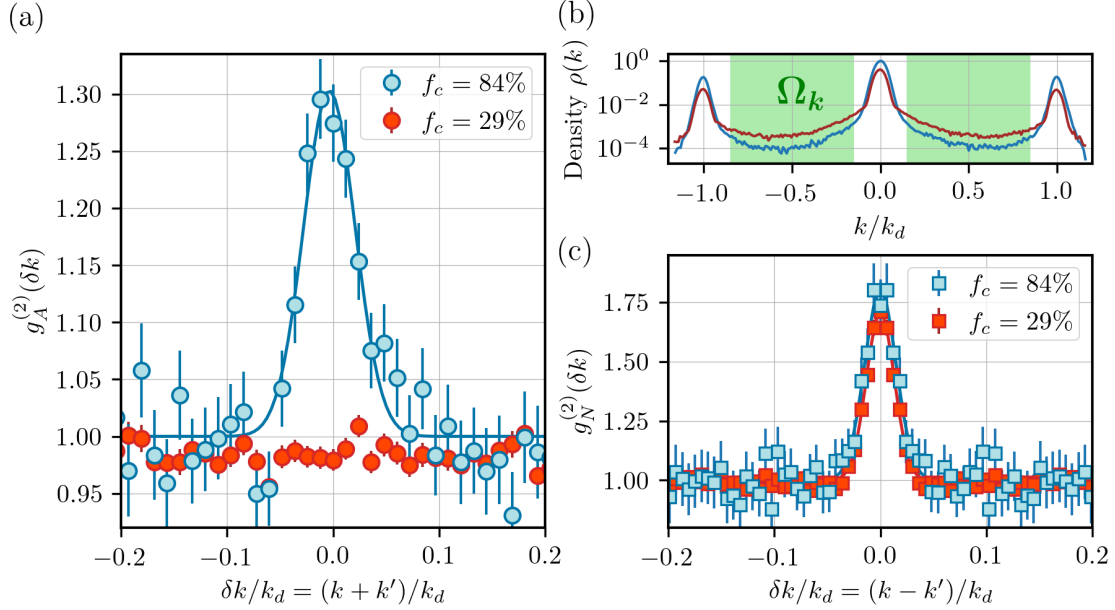 (a)
g_A^{(2)}(δk)
1.30
1.25
1.20
1.15
1.10
1.05
1.00
0.95
f_c = 84%
f_c = 29%
−0.2
−0.1
0.0
0.1
0.2
δk/k_d = (k + k′)/k_d
(b)
Density ρ(k)
10^0
10^{−2}
10^{−4}
Ω_k
−1.0
−0.5
0.0
0.5
1.0
k/k_d
(c)
g_N^{(2)}(δk)
1.75
1.50
1.25
1.00
f_c = 84%
f_c = 29%
−0.2
−0.1
0.0
0.1
0.2
δk/k_d = (k − k′)/k_d